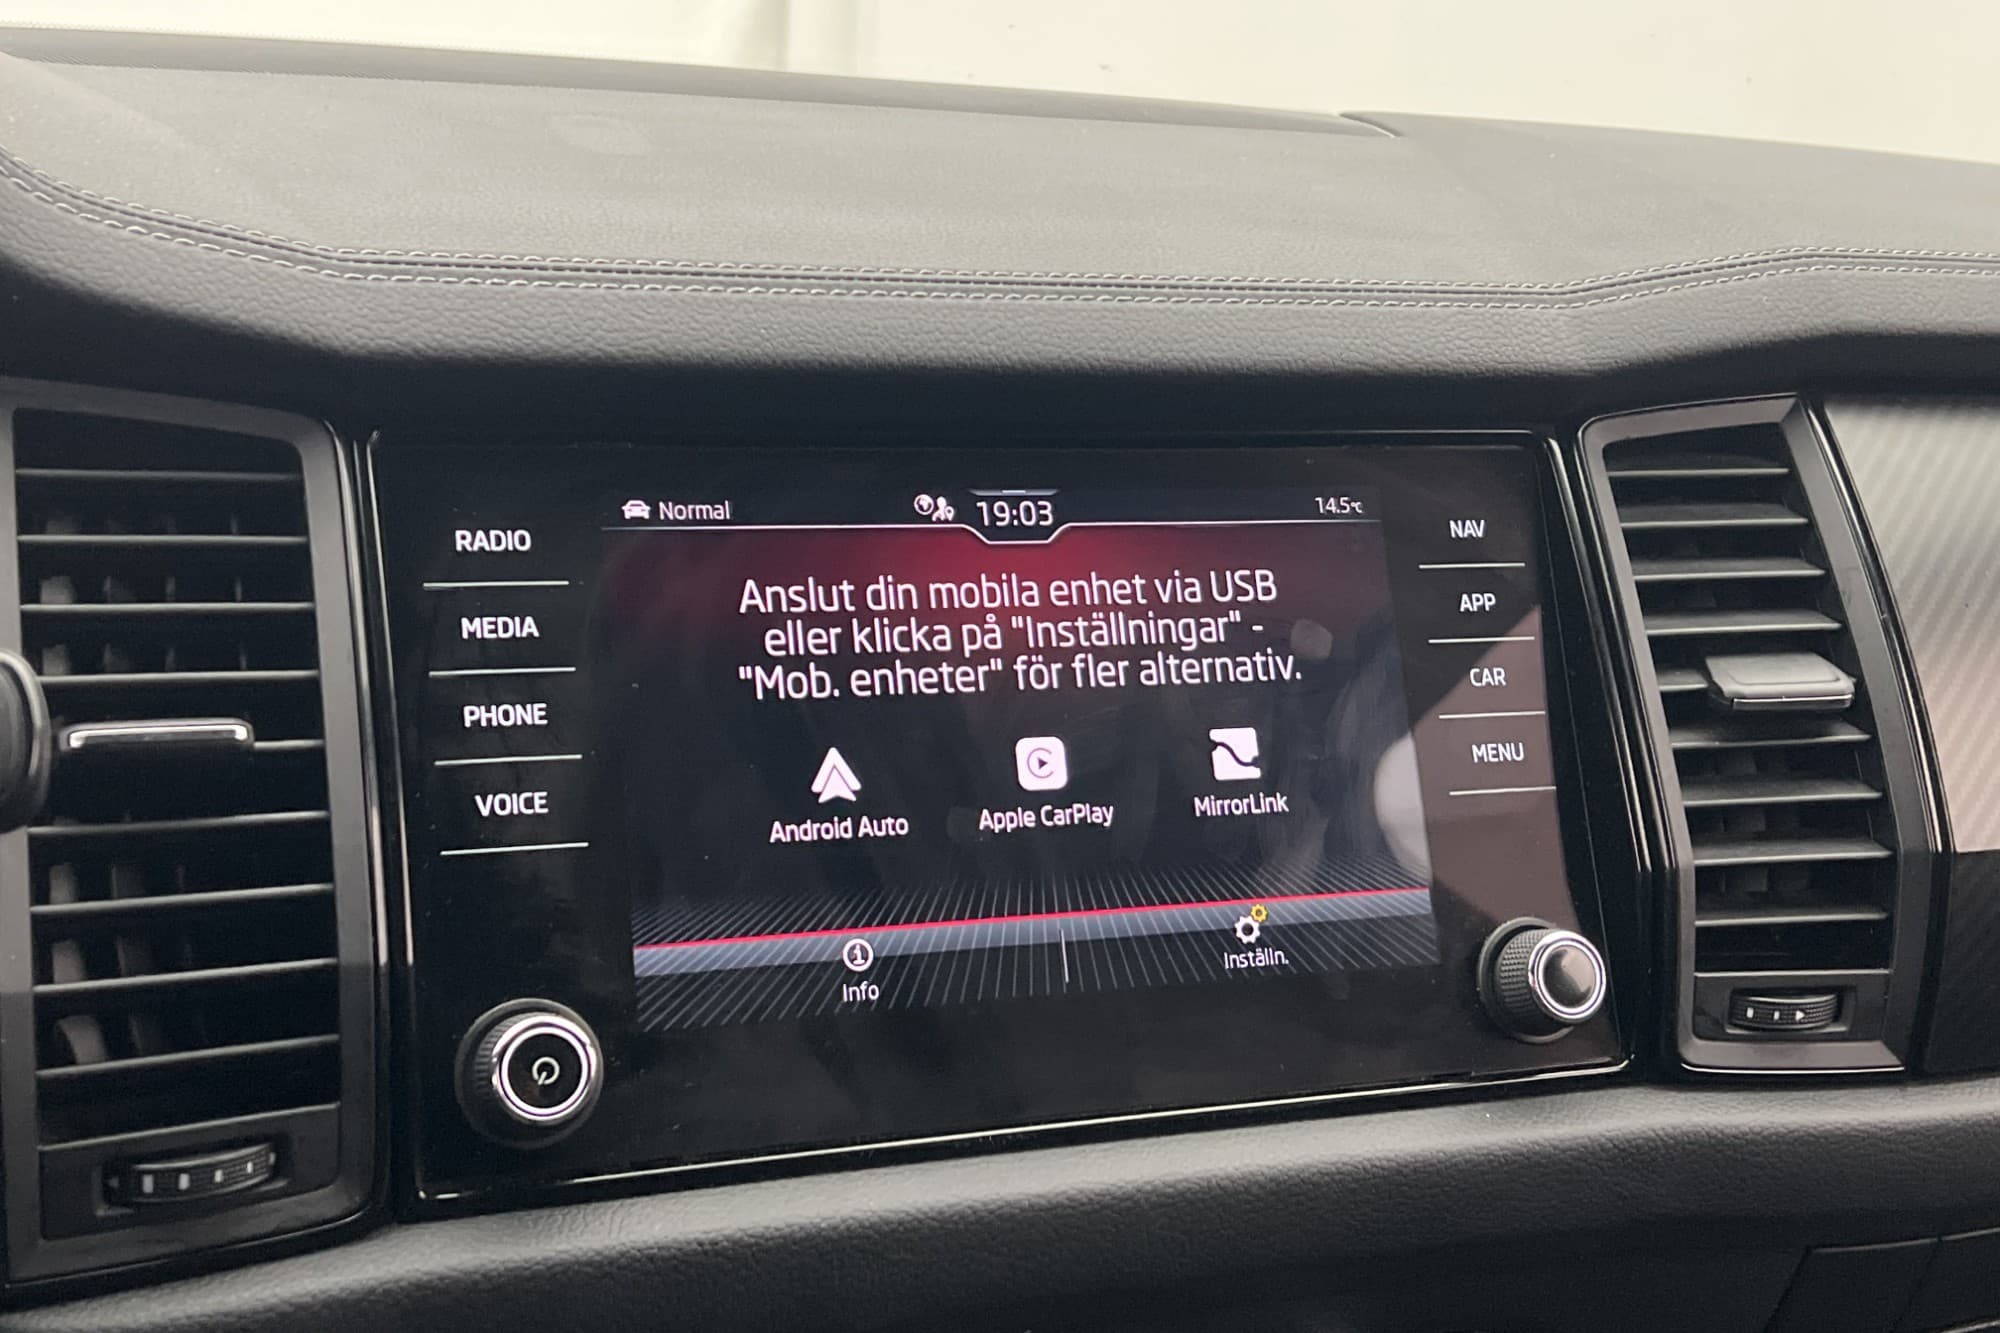 Normal
19:03
14.5°C
RADIO
MEDIA
PHONE
VOICE
Anslut din mobila enhet via USB
eller klicka på "Inställningar" -
"Mob. enheter" för fler alternativ.
Android Auto
Apple CarPlay
MirrorLink
Info
Inställn.
NAV
APP
CAR
MENU